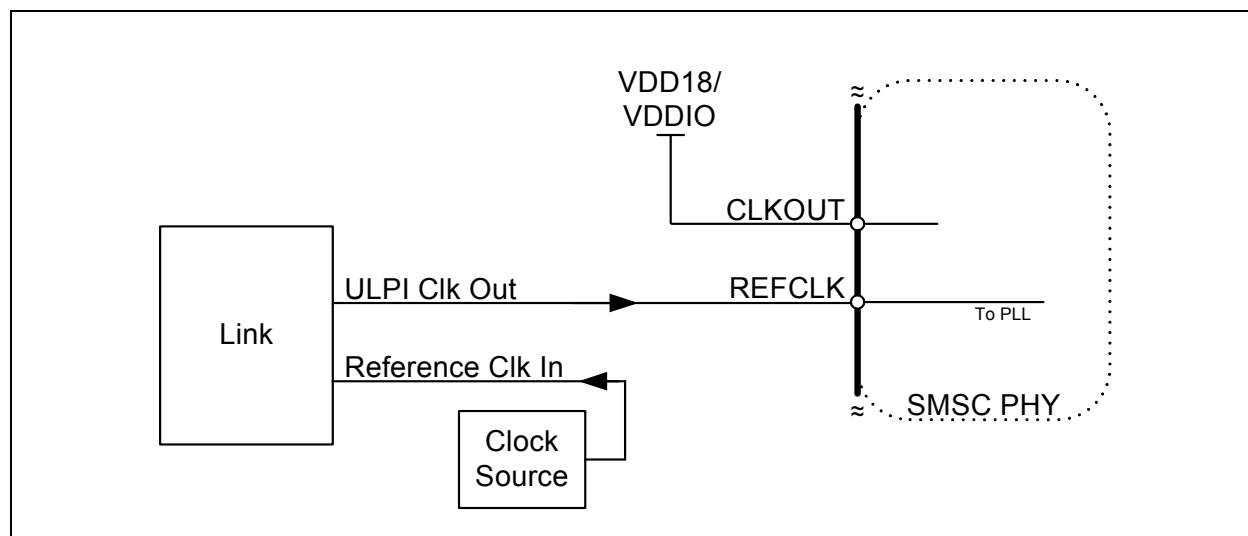 VDD18/
VDDIO
CLKOUT
ULPI Clk Out
REFCLK
To PLL
Link
Reference Clk In
SMSC PHY
Clock
Source